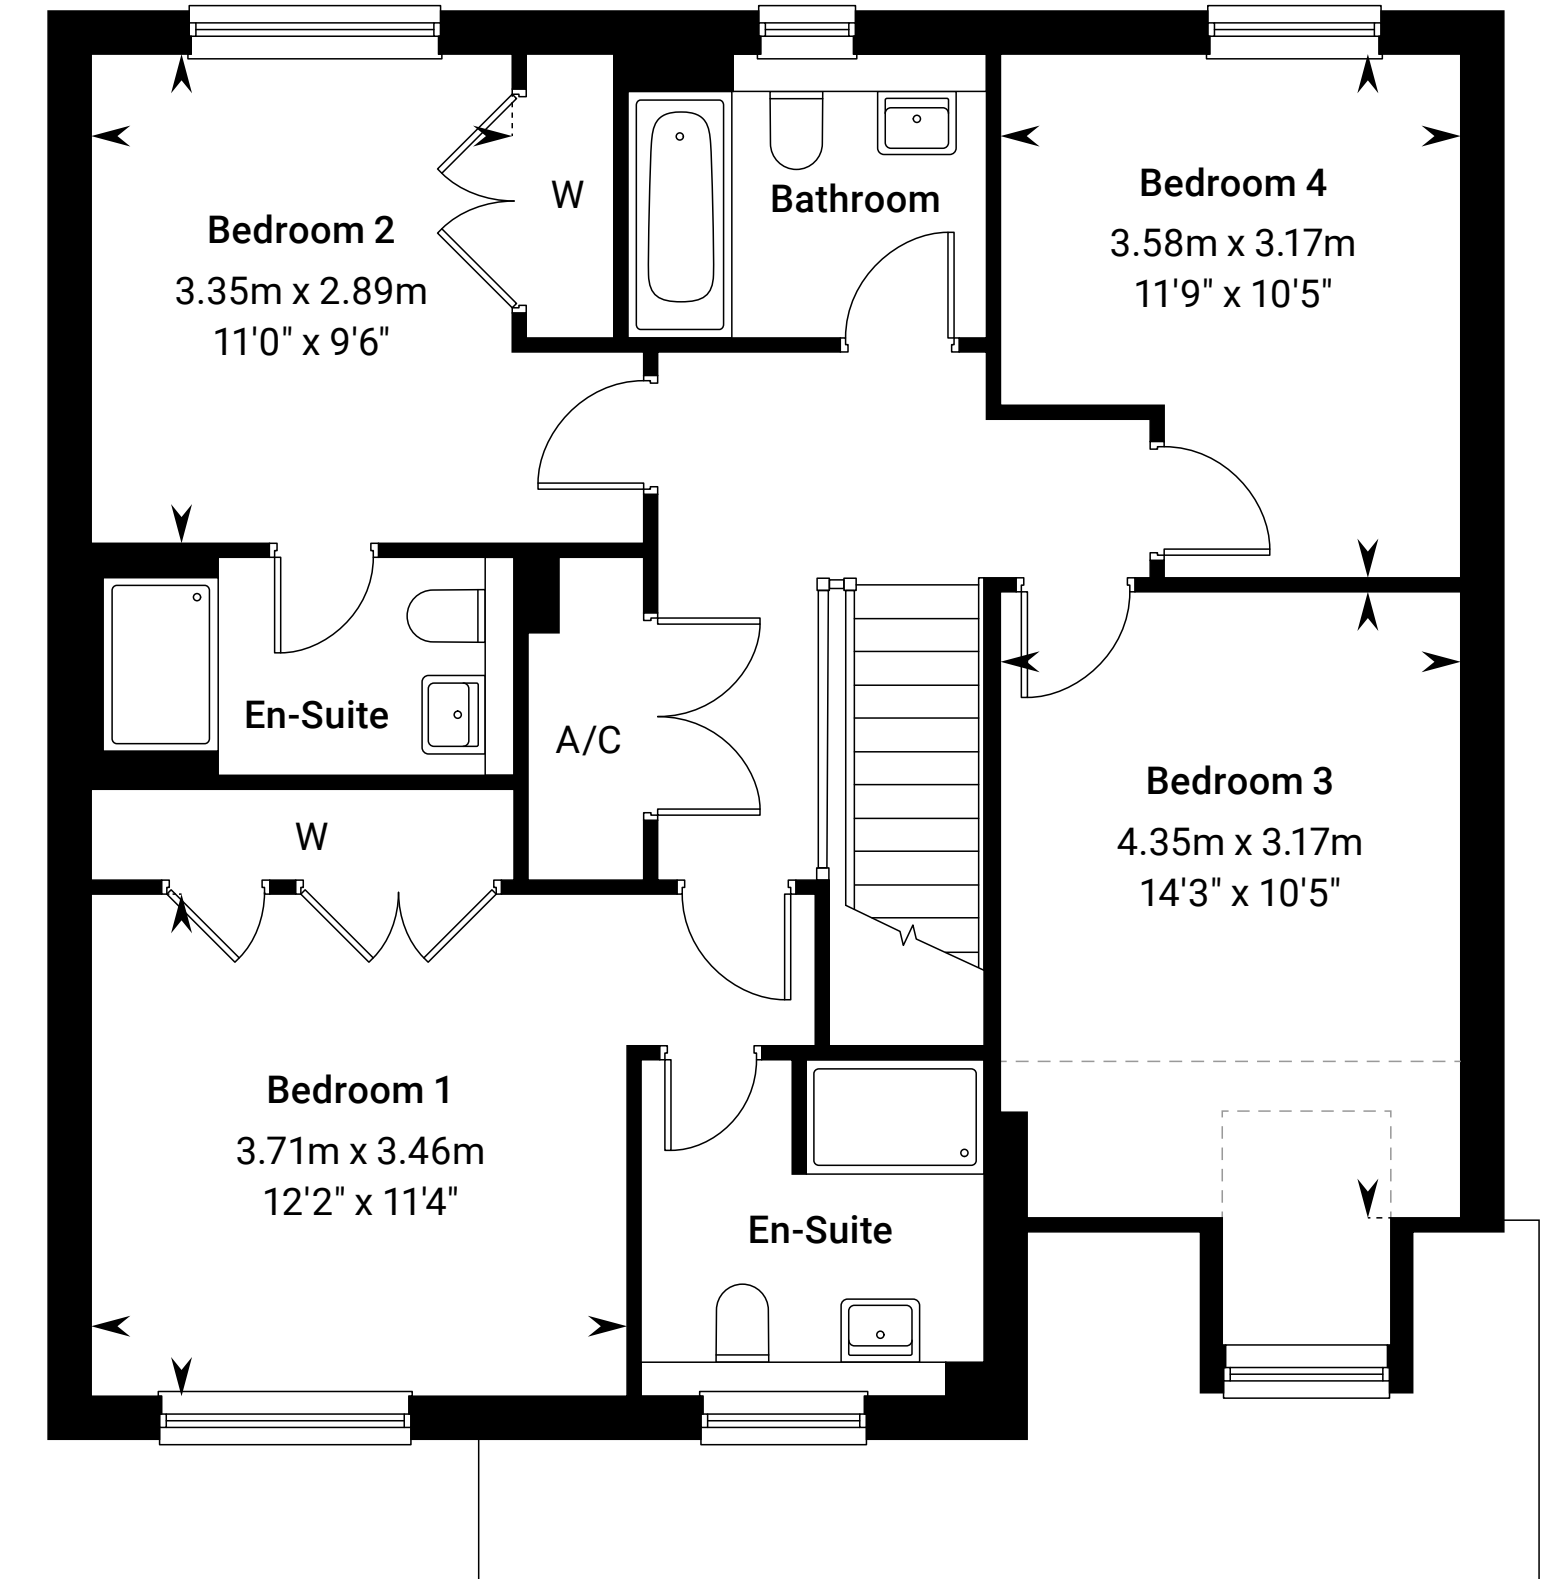 Bedroom 2
3.35m x 2.89m
11'0" x 9'6"
W
Bathroom
Bedroom 4
3.58m x 3.17m
11'9" x 10'5"
En-Suite
A/C
W
Bedroom 3
4.35m x 3.17m
14'3" x 10'5"
Bedroom 1
3.71m x 3.46m
12'2" x 11'4"
En-Suite